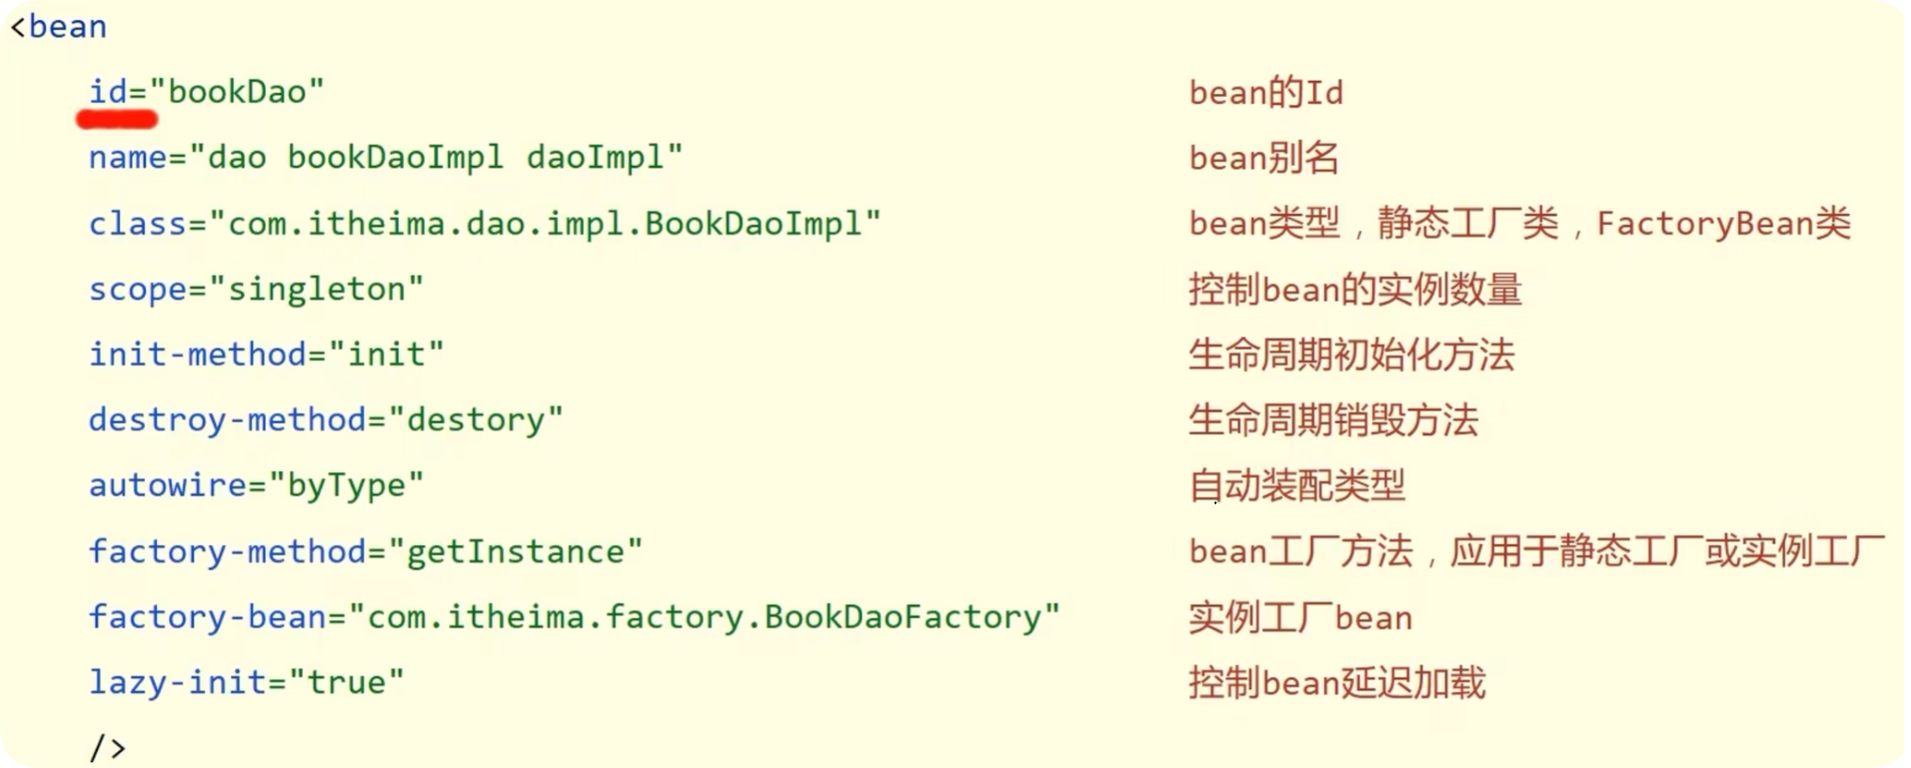 <bean
id="bookDao" bean的Id
name="dao bookDaoImpl daoImpl" bean别名
class="com.itheima.dao.impl.BookDaoImpl" bean类型，静态工厂类，FactoryBean类
scope="singleton" 控制bean的实例数量
init-method="init" 生命周期初始化方法
destroy-method="destory" 生命周期销毁方法
autowire="byType" 自动装配类型
factory-method="getInstance" bean工厂方法，应用于静态工厂或实例工厂
factory-bean="com.itheima.factory.BookDaoFactory" 实例工厂bean
lazy-init="true" 控制bean延迟加载
/>